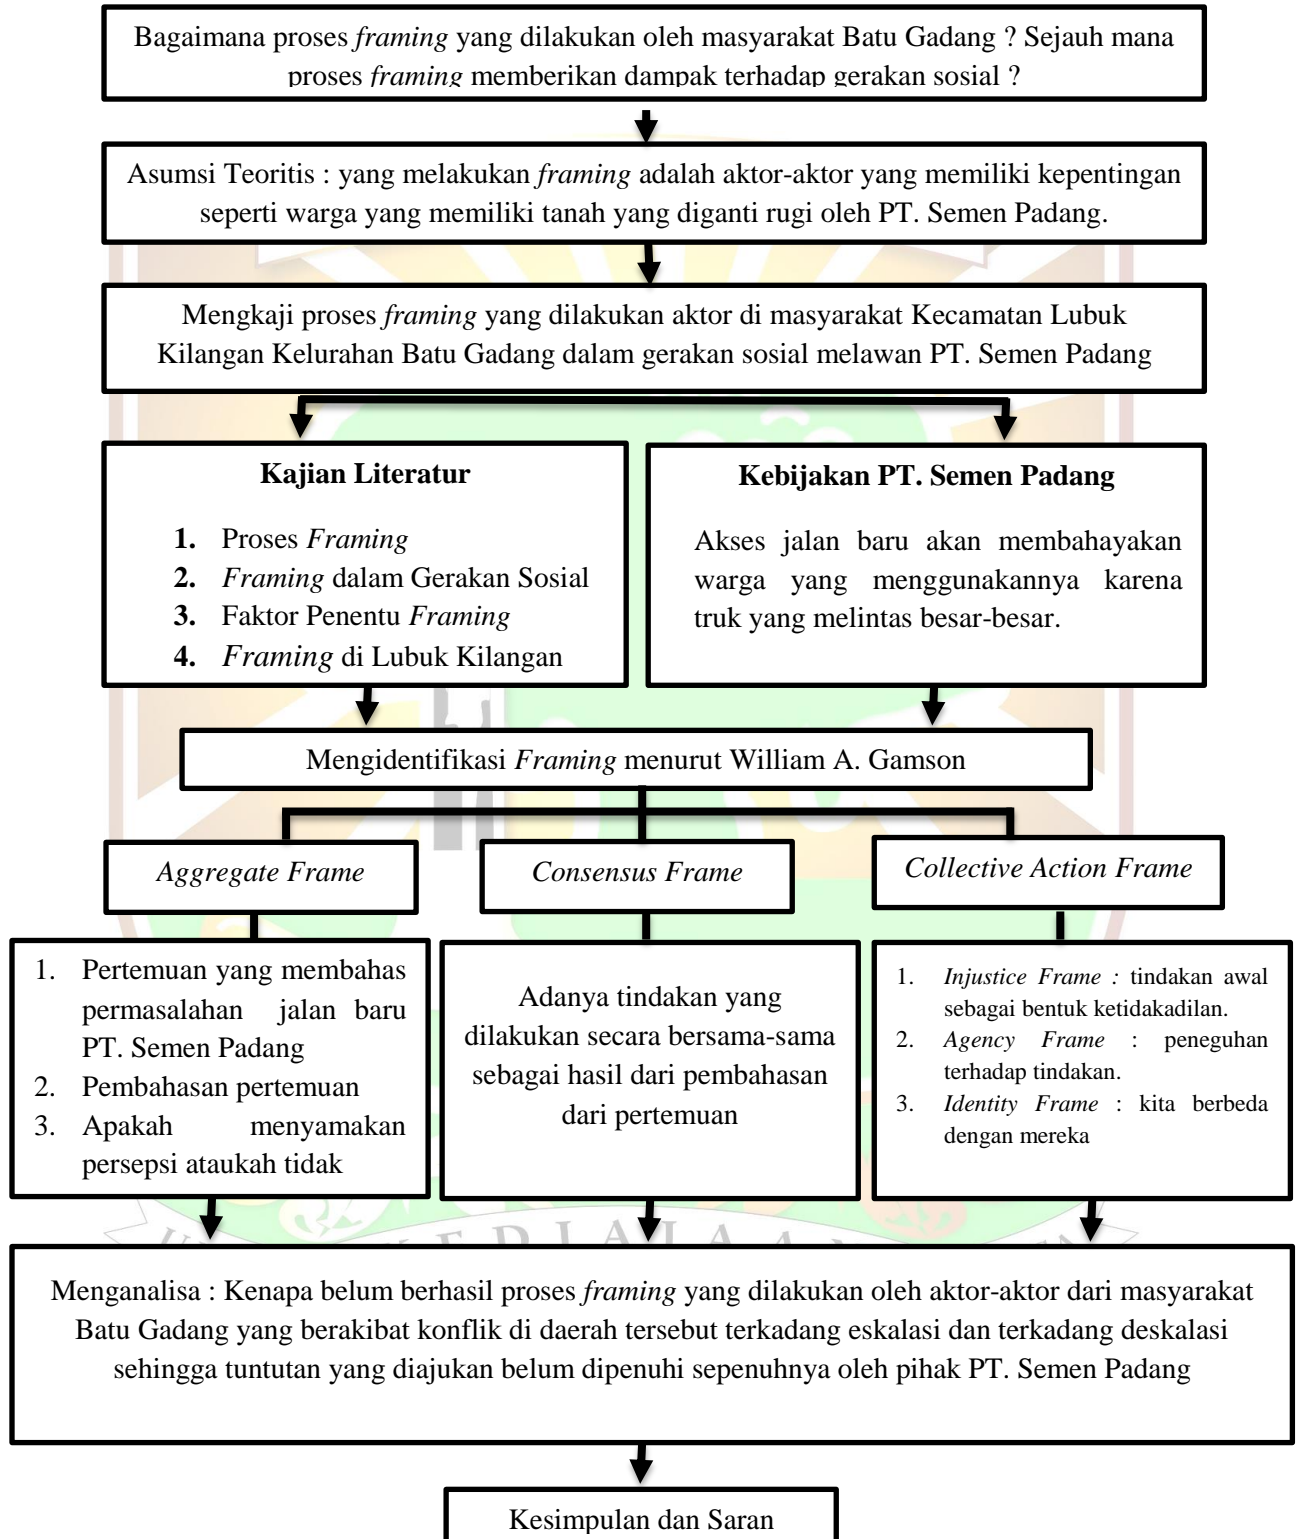 Bagaimana proses framing yang dilakukan oleh masyarakat Batu Gadang ? Sejauh mana
proses framing memberikan dampak terhadap gerakan sosial ?
Asumsi Teoritis : yang melakukan framing adalah aktor-aktor yang memiliki kepentingan
seperti warga yang memiliki tanah yang diganti rugi oleh PT. Semen Padang.
Mengkaji proses framing yang dilakukan aktor di masyarakat Kecamatan Lubuk
Kilangan Kelurahan Batu Gadang dalam gerakan sosial melawan PT. Semen Padang
Kajian Literatur
1. Proses Framing
2. Framing dalam Gerakan Sosial
3. Faktor Penentu Framing
4. Framing di Lubuk Kilangan
Kebijakan PT. Semen Padang
Akses jalan baru akan membahayakan
warga yang menggunakannya karena
truk yang melintas besar-besar.
Mengidentifikasi Framing menurut William A. Gamson
Aggregate Frame
Consensus Frame
Collective Action Frame
1. Pertemuan yang membahas
permasalahan jalan baru
PT. Semen Padang
2. Pembahasan pertemuan
3. Apakah menyamakan
persepsi ataukah tidak
Adanya tindakan yang
dilakukan secara bersama-sama
sebagai hasil dari pembahasan
dari pertemuan
1. Injustice Frame : tindakan awal
sebagai bentuk ketidakadilan.
2. Agency Frame : peneguhan
terhadap tindakan.
3. Identity Frame : kita berbeda
dengan mereka
Menganalisa : Kenapa belum berhasil proses framing yang dilakukan oleh aktor-aktor dari masyarakat
Batu Gadang yang berakibat konflik di daerah tersebut terkadang eskalasi dan terkadang deskalasi
sehingga tuntutan yang diajukan belum dipenuhi sepenuhnya oleh pihak PT. Semen Padang
Kesimpulan dan Saran